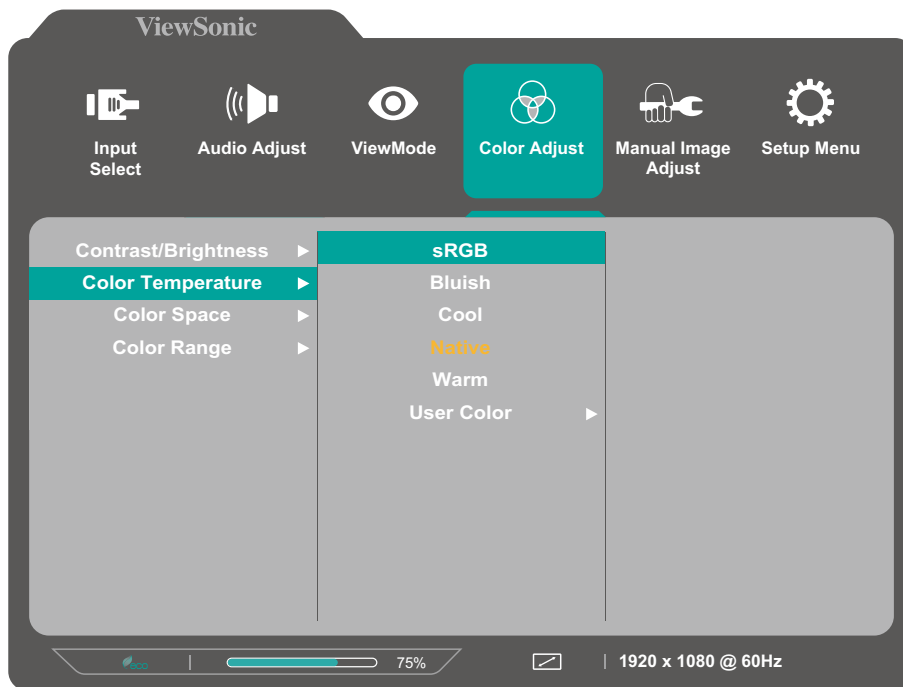 ViewSonic
Input
Select
Audio Adjust
ViewMode
Color Adjust
Manual Image
Adjust
Setup Menu
Contrast/Brightness
Color Temperature
Color Space
Color Range
sRGB
Bluish
Cool
Native
Warm
User Color
eco
75%
1920 x 1080 @ 60Hz